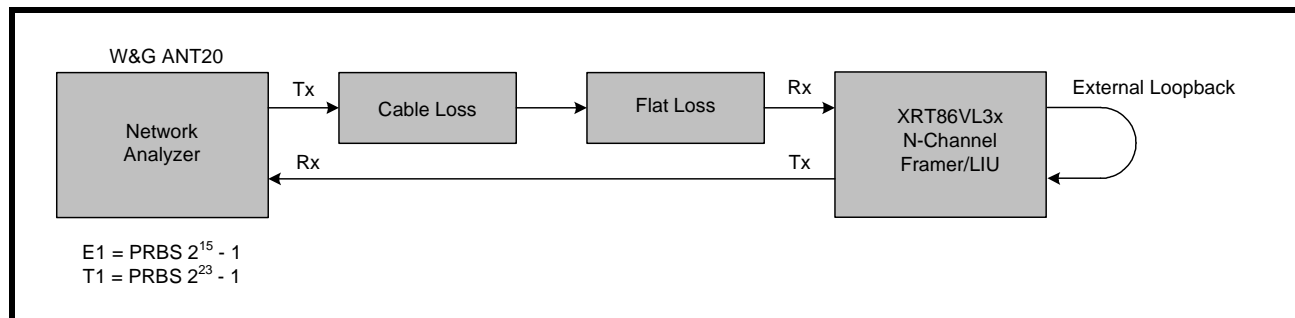 W&G ANT20
Network
Analyzer
Tx
Cable Loss
Flat Loss
Rx
XRT86VL3x
N-Channel
Framer/LIU
External Loopback
Rx
Tx
E1 = PRBS 2^15 - 1
T1 = PRBS 2^23 - 1